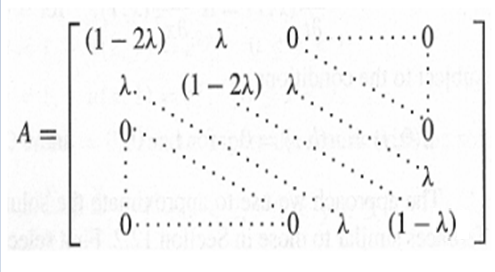 (1 − 2λ) λ 0 0
λ (1 − 2λ) λ
A = 0 0
λ
0 0 λ (1 − λ)